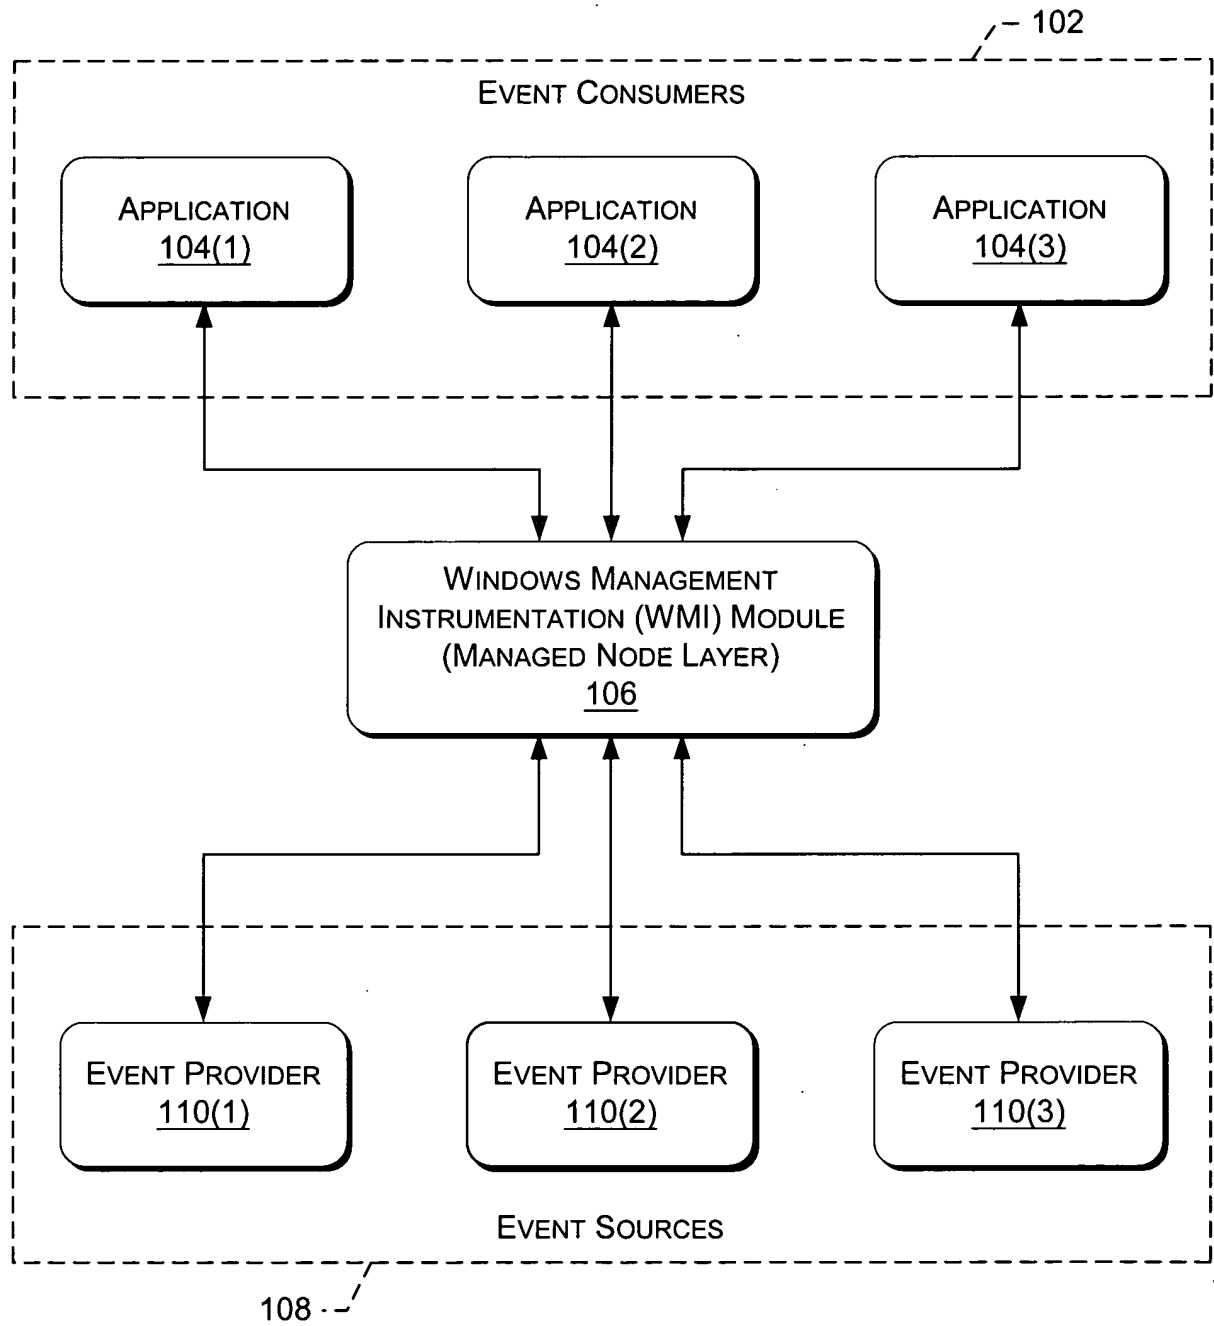 102
EVENT CONSUMERS
APPLICATION
104(1)
APPLICATION
104(2)
APPLICATION
104(3)
WINDOWS MANAGEMENT
INSTRUMENTATION (WMI) MODULE
(MANAGED NODE LAYER)
106
EVENT PROVIDER
110(1)
EVENT PROVIDER
110(2)
EVENT PROVIDER
110(3)
EVENT SOURCES
108